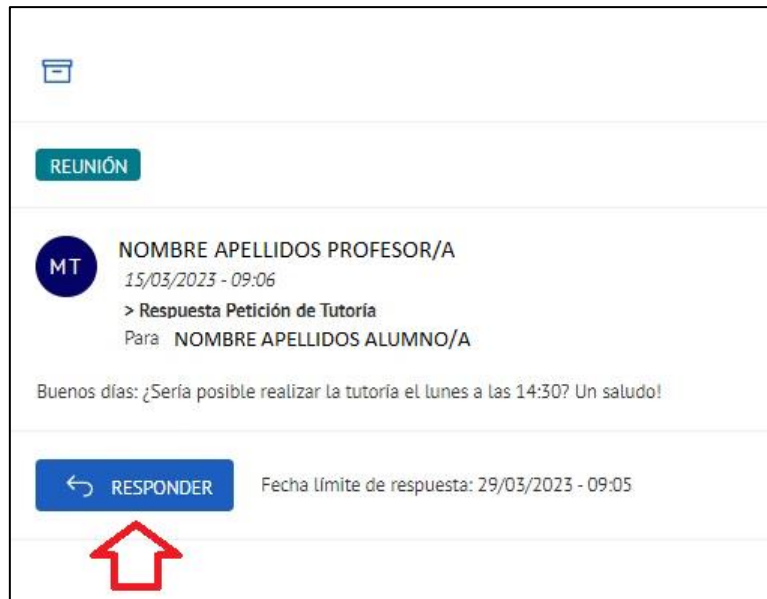 REUNIÓN
MT
NOMBRE APELLIDOS PROFESOR/A
15/03/2023 - 09:06
> Respuesta Petición de Tutoría
Para NOMBRE APELLIDOS ALUMNO/A
Buenos días: ¿Sería posible realizar la tutoría el lunes a las 14:30? Un saludo!
RESPONDER Fecha límite de respuesta: 29/03/2023 - 09:05